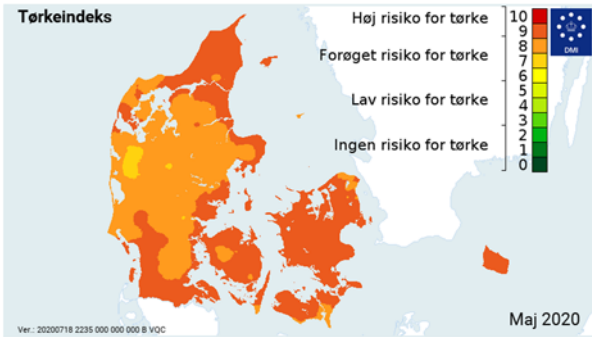 Tørkeindeks
Høj risiko for tørke
Forøget risiko for tørke
Lav risiko for tørke
Ingen risiko for tørke
10
9
8
7
6
5
4
3
2
1
0
DMI
Maj 2020
Ver.: 20200718 2235 000 000 000 B VQC